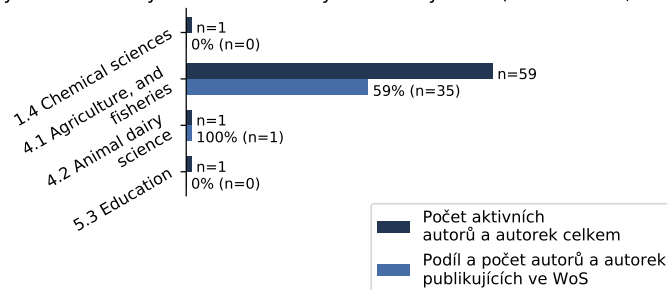 1.4 Chemical sciences
n=1
0% (n=0)
4.1 Agriculture, and
fisheries
n=59
59% (n=35)
4.2 Animal dairy
science
n=1
100% (n=1)
5.3 Education
n=1
0% (n=0)
Počet aktivních
autorů a autorek celkem
Podíl a počet autorů a autorek
publikujících ve WoS